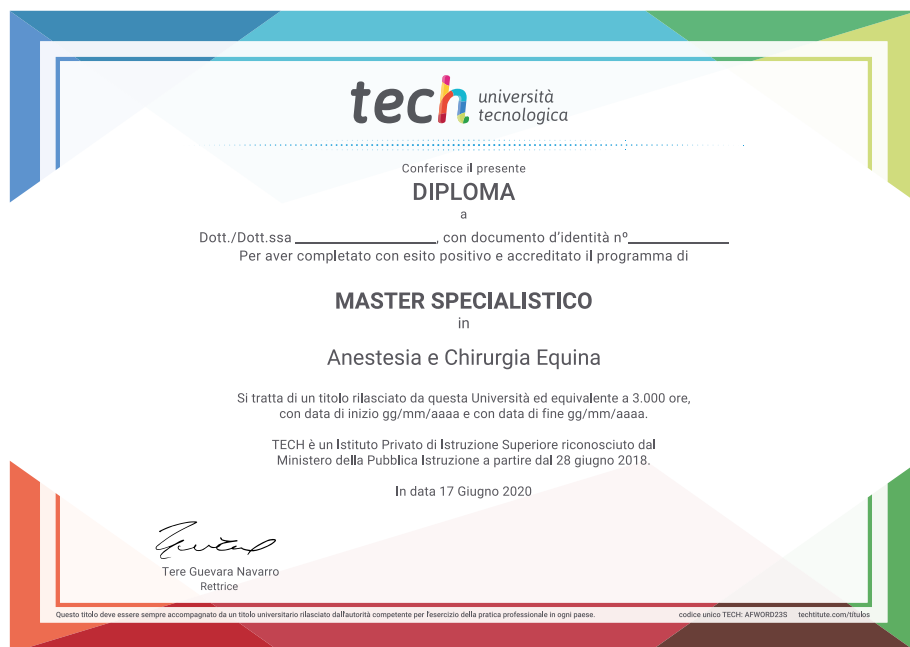 tech università
tecnologica
Conferisce il presente
DIPLOMA
a
Dott./Dott.ssa ________________, con documento d'identità nº____________
Per aver completato con esito positivo e accreditato il programma di
MASTER SPECIALISTICO
in
Anestesia e Chirurgia Equina
Si tratta di un titolo rilasciato da questa Università ed equivalente a 3.000 ore,
con data di inizio gg/mm/aaaa e con data di fine gg/mm/aaaa.
TECH è un Istituto Privato di Istruzione Superiore riconosciuto dal
Ministero della Pubblica Istruzione a partire dal 28 giugno 2018.
In data 17 Giugno 2020
Tere Guevara Navarro
Rettrice
Questo titolo deve essere sempre accompagnato da un titolo universitario rilasciato dall'autorità competente per l'esercizio della pratica professionale in ogni paese. codice unico TECH: AFWORD23S techtitute.com/títulos